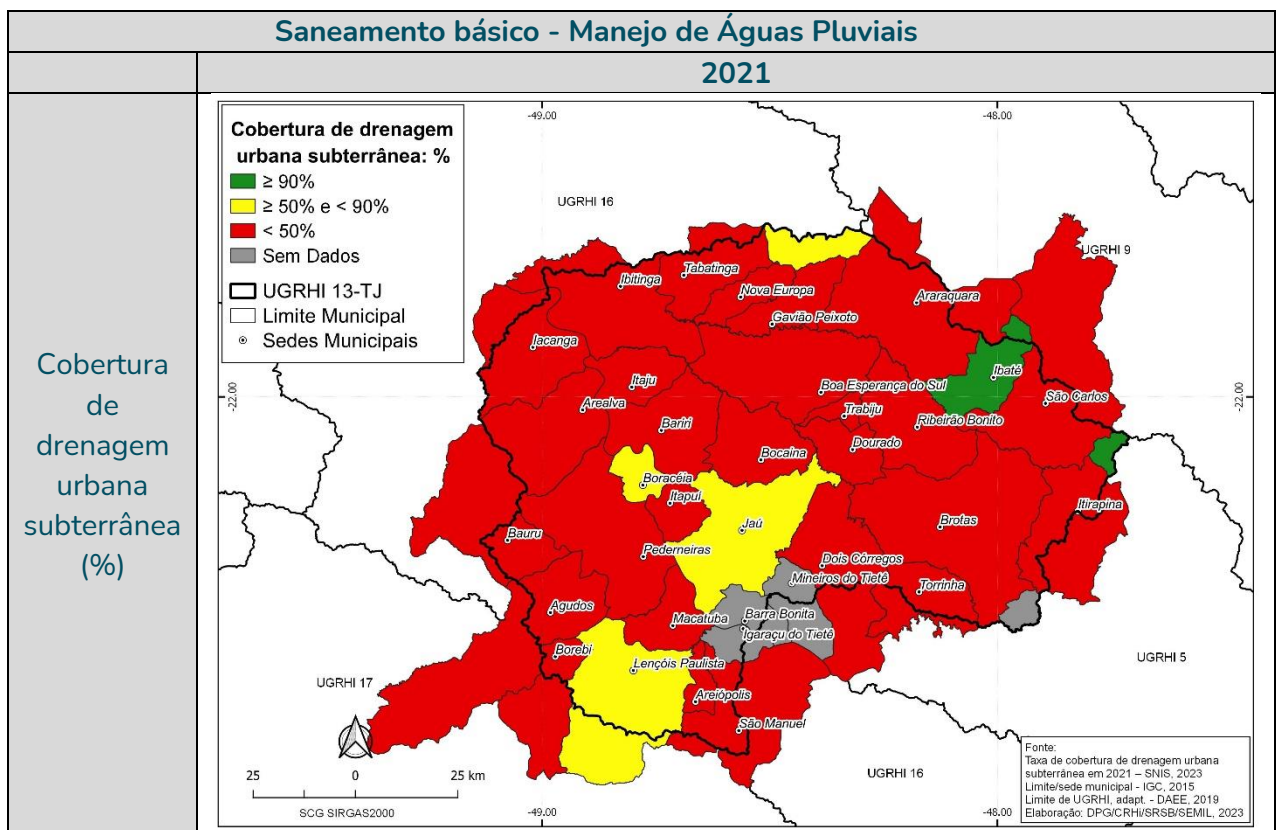 Saneamento básico - Manejo de Águas Pluviais
2021
Cobertura
de
drenagem
urbana
subterrânea
(%)
Cobertura de drenagem
urbana subterrânea: %
≥ 90%
≥ 50% e < 90%
< 50%
Sem Dados
UGRHI 13-TJ
Limite Municipal
Sedes Municipais
-49.00
-48.00
UGRHI 16
UGRHI 9
Tabatinga
Ibitinga
Nova Europa
Araraquara
Gavião Peixoto
Iacanga
Ibaté
Itaju
Boa Esperança do Sul
-22.00
-22.00
Arealva
São Carlos
Trabiju
Bariri
Ribeirão Bonito
Dourado
Bocaina
Boracéia
Itapuí
Itirapina
Jaú
Brotas
Bauru
Pederneiras
Dois Córregos
Mineiros do Tietê
Torrinha
Agudos
Macatuba
Barra Bonita
Igaraçu do Tietê
Borebi
Lençóis Paulista
UGRHI 5
UGRHI 17
Areiópolis
São Manuel
25
0
25 km
UGRHI 16
SCG SIRGAS2000
-49.00
-48.00
Fonte:
Taxa de cobertura de drenagem urbana
subterrânea em 2021 – SNIS, 2023
Limite/sede municipal - IGC, 2015
Limite de UGRHI, adapt. - DAEE, 2019
Elaboração: DPG/CRHi/SRSB/SEMIL, 2023